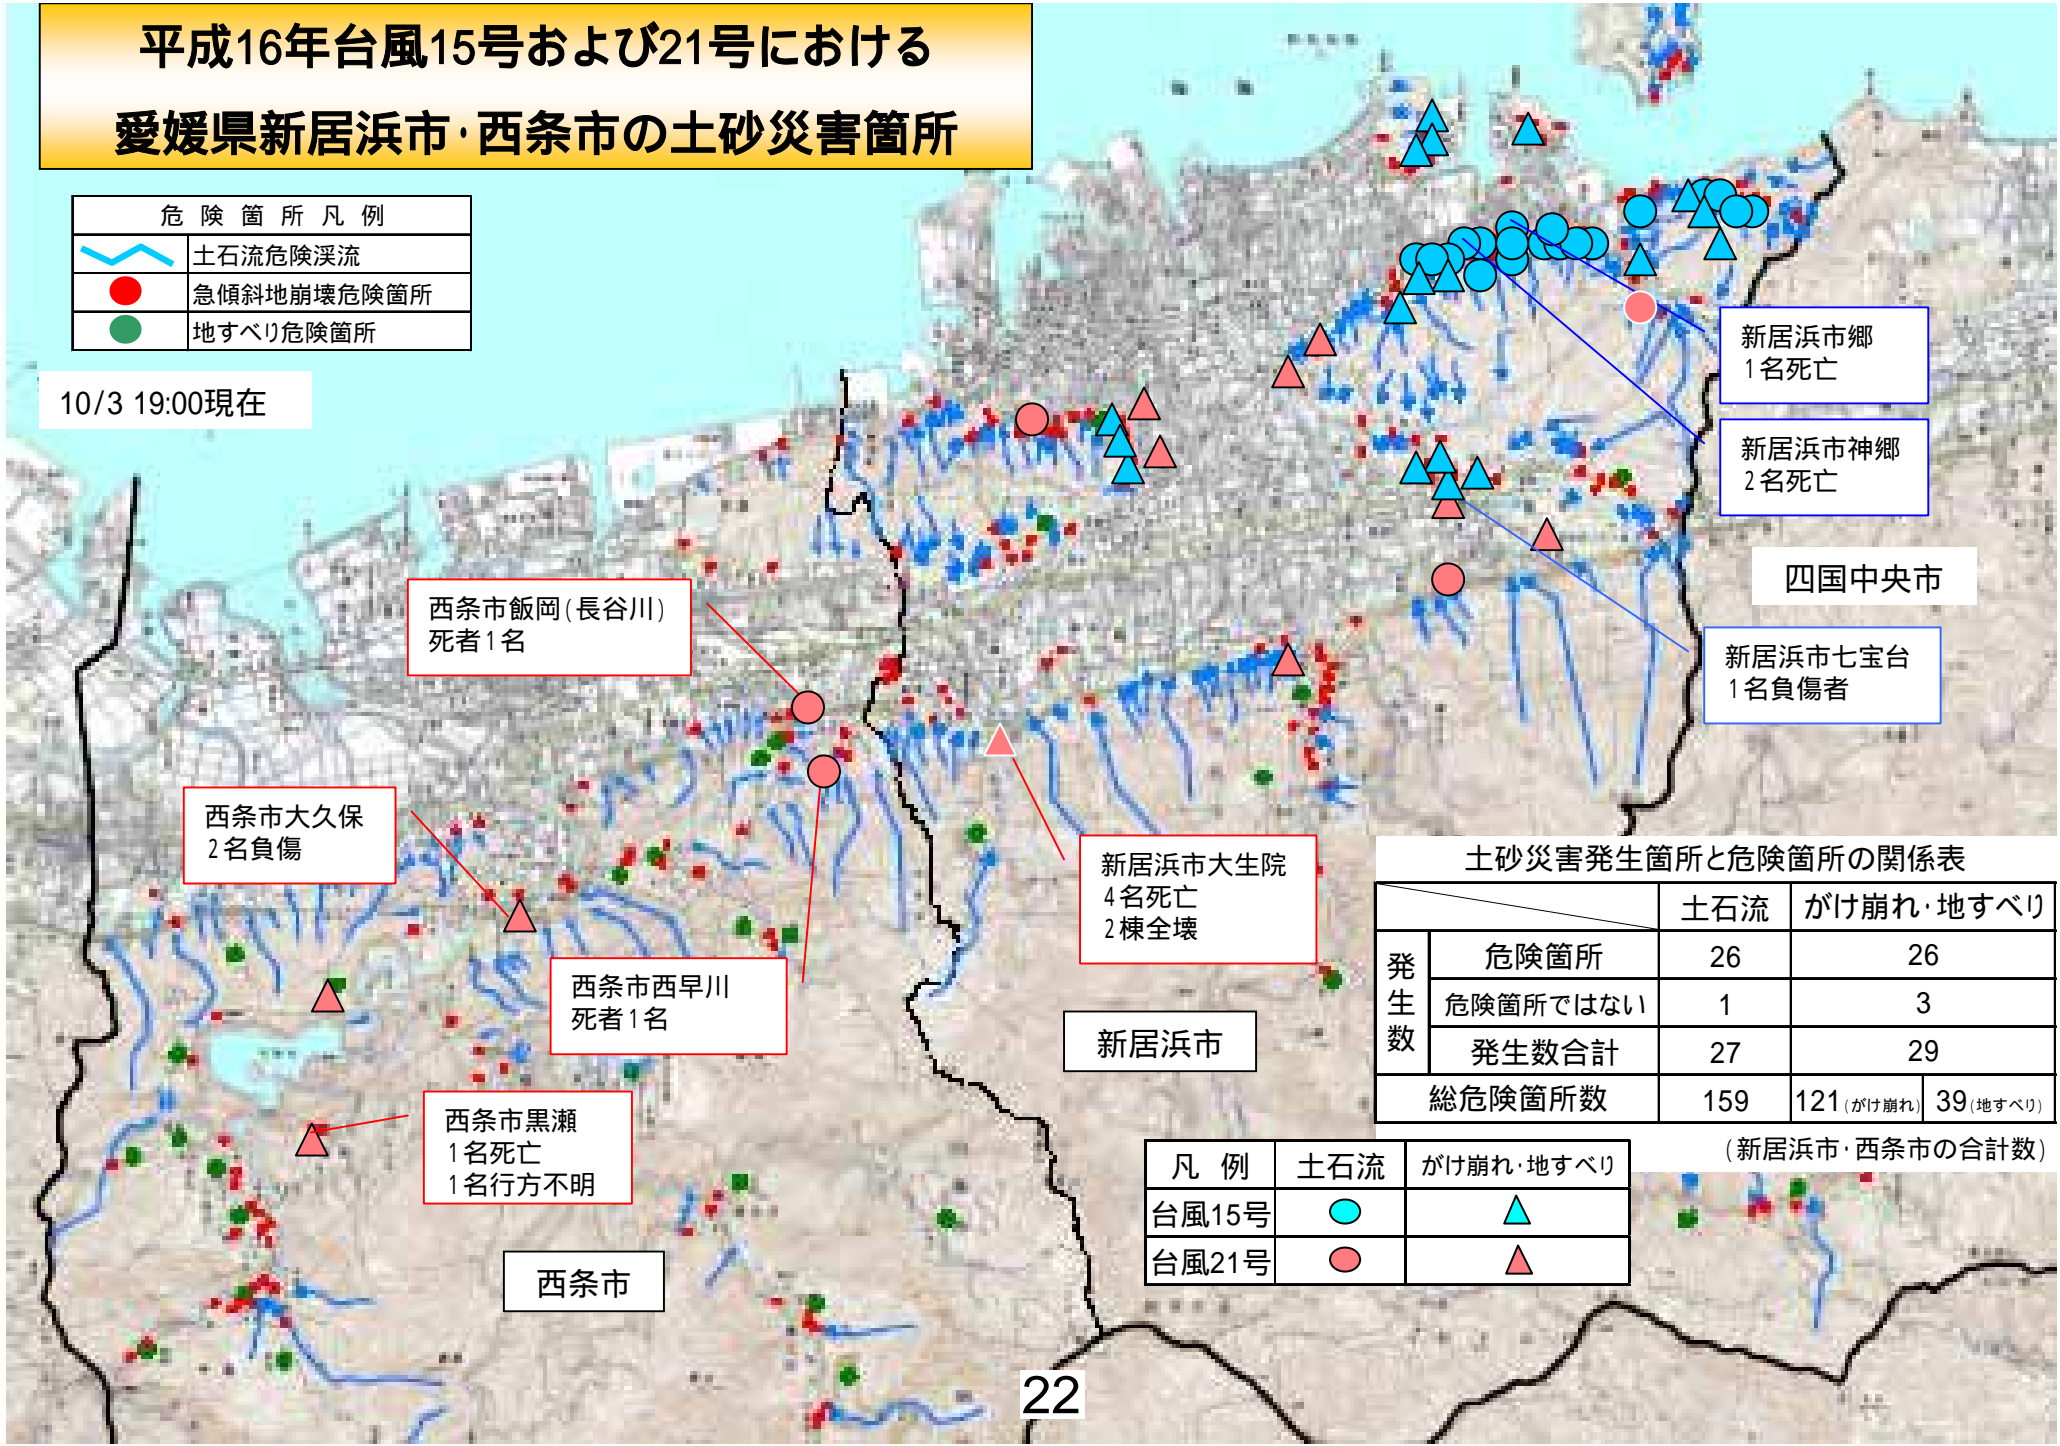 平成16年台風15号および21号における
愛媛県新居浜市･西条市の土砂災害箇所
危険箇所凡例
土石流危険渓流
急傾斜地崩壊危険箇所
地すべり危険箇所
10/3 19:00現在
新居浜市郷
1名死亡
新居浜市神郷
2名死亡
四国中央市
西条市飯岡(長谷川)
死者1名
新居浜市七宝台
1名負傷者
西条市大久保
2名負傷
新居浜市大生院
4名死亡
2棟全壊
西条市西早川
死者1名
新居浜市
西条市黒瀬
1名死亡
1名行方不明
西条市
土砂災害発生箇所と危険箇所の関係表
土石流 がけ崩れ･地すべり
発生数
危険箇所 26 26
危険箇所ではない 1 3
発生数合計 27 29
総危険箇所数 159 121(がけ崩れ) 39(地すべり)
(新居浜市･西条市の合計数)
凡例 土石流 がけ崩れ･地すべり
台風15号
台風21号
22